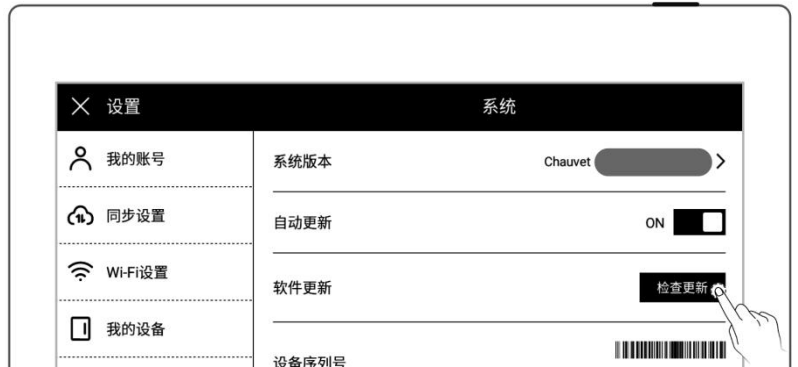 设置
系统
我的账号
同步设置
Wi-Fi设置
我的设备
系统版本
Chauvet
自动更新
ON
软件更新
检查更新
设备序列号